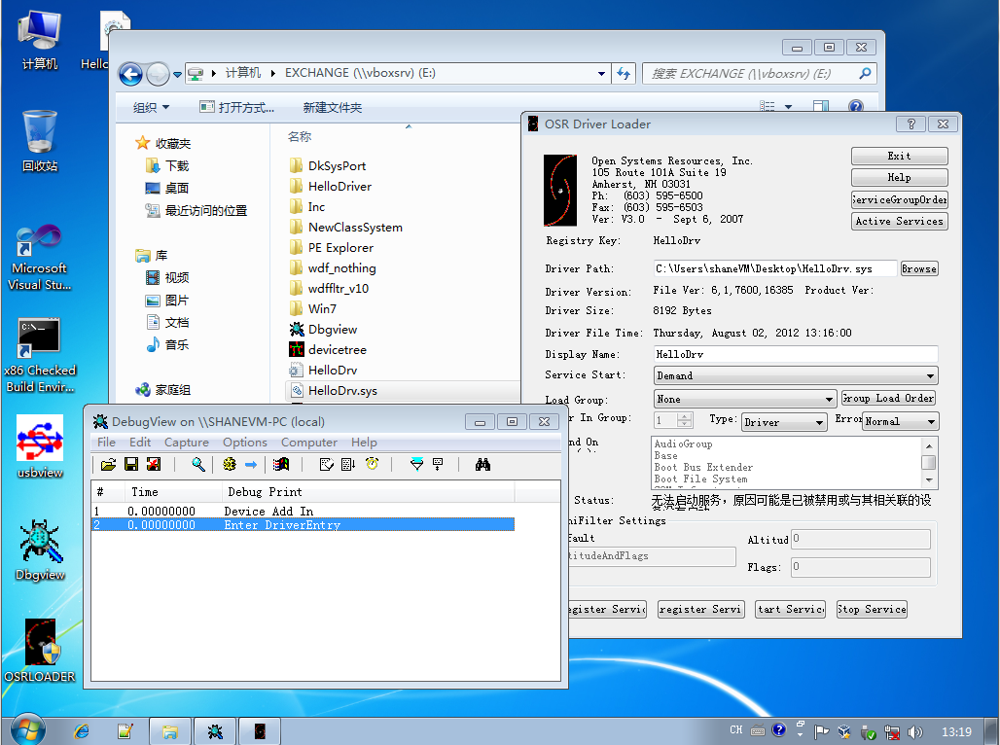 计算机
Hello
回收站
Microsoft
Visual Stu...
x86 Checked
Build Envir...
usbview
Dbgview
OSRLOADER
计算机 EXCHANGE (\\vboxsrv) (E:)
搜索 EXCHANGE (\\vboxsrv) (E:)
组织
打开方式...
新建文件夹
收藏夹
下载
桌面
最近访问的位置
库
视频
图片
文档
音乐
家庭组
名称
DkSysPort
HelloDriver
Inc
NewClassSystem
PE Explorer
wdf_nothing
wdffltr_v10
Win7
Dbgview
devicetree
HelloDrv
HelloDrv.sys
OSR Driver Loader
Open Systems Resources, Inc.
105 Route 101A Suite 19
Amherst, NH 03031
Ph: (603) 595-6500
Fax: (603) 595-6503
Ver: V3.0 - Sept 6, 2007
Exit
Help
ServiceGroupOrder
Active Services
Registry Key: HelloDrv
Driver Path: C:\Users\shaneVM\Desktop\HelloDrv.sys Browse
Driver Version: File Ver: 6,1,7600,16385 Product Ver:
Driver Size: 8192 Bytes
Driver File Time: Thursday, August 02, 2012 13:16:00
Display Name: HelloDrv
Service Start: Demand
Load Group: None Group Load Order
r In Group: 1 Type: Driver Error Normal
nd On
AudioGroup
Base
Boot Bus Extender
Boot File System
Status: 无法启动服务，原因可能是已被禁用或与其相关联的设
niFilter Settings
fault
titudeAndFlags
Altitud 0
Flags: 0
egister Servic
register Servi
tart Servic
Stop Service
DebugView on \\SHANEVM-PC (local)
File Edit Capture Options Computer Help
# Time Debug Print
1 0.00000000 Device Add In
2 0.00000000 Enter DriverEntry
CH
13:19